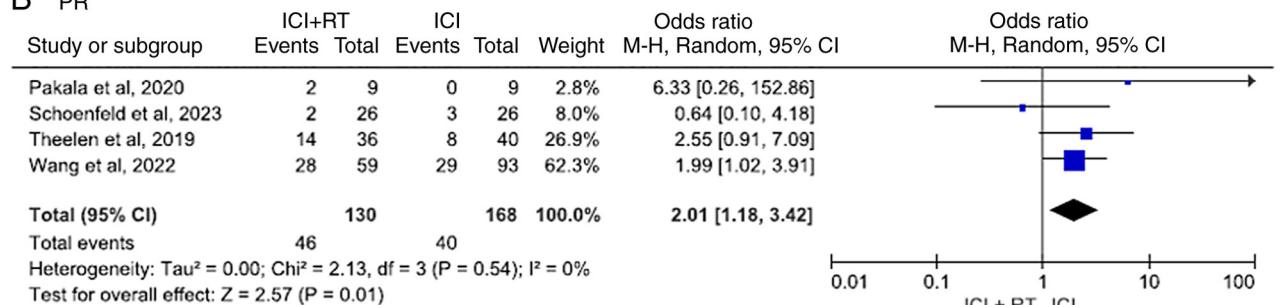 B PR
ICI+RT ICI Odds ratio Odds ratio
Study or subgroup Events Total Events Total Weight M-H, Random, 95% CI M-H, Random, 95% CI
Pakala et al, 2020 2 9 0 9 2.8% 6.33 [0.26, 152.86]
Schoenfeld et al, 2023 2 26 3 26 8.0% 0.64 [0.10, 4.18]
Theelen et al, 2019 14 36 8 40 26.9% 2.55 [0.91, 7.09]
Wang et al, 2022 28 59 29 93 62.3% 1.99 [1.02, 3.91]
Total (95% CI) 130 168 100.0% 2.01 [1.18, 3.42]
Total events 46 40
Heterogeneity: Tau² = 0.00; Chi² = 2.13, df = 3 (P = 0.54); I² = 0%
Test for overall effect: Z = 2.57 (P = 0.01)
0.01 0.1 1 10 100
ICI + RT ICI